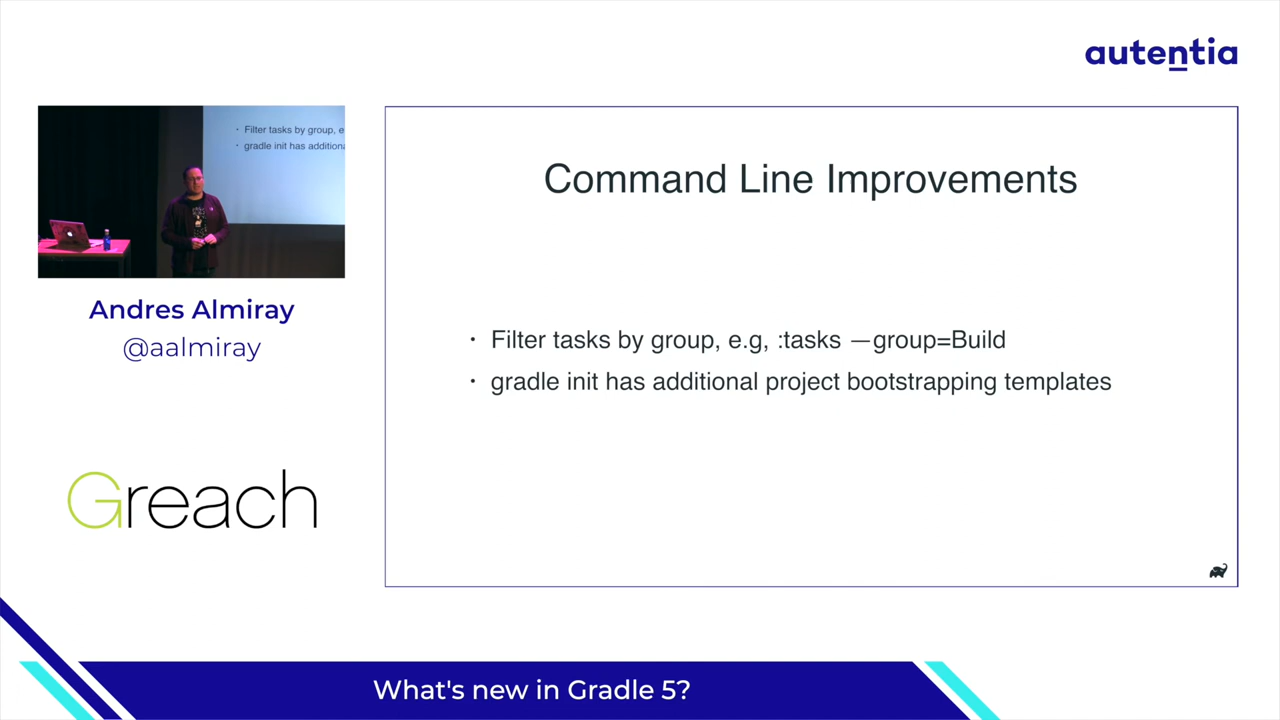 autentia
Filter tasks by group, e
gradle init has additiona
Andres Almiray
@aalmiray
Greach
Command Line Improvements
· Filter tasks by group, e.g, :tasks —group=Build
· gradle init has additional project bootstrapping templates
What's new in Gradle 5?